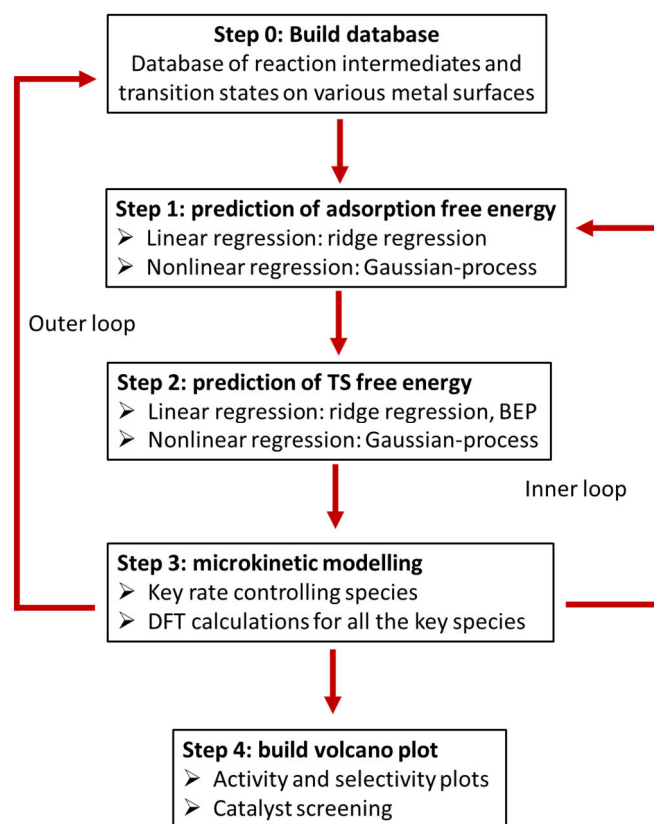 Step 0: Build database
Database of reaction intermediates and
transition states on various metal surfaces
Step 1: prediction of adsorption free energy
➢ Linear regression: ridge regression
➢ Nonlinear regression: Gaussian-process
Outer loop
Step 2: prediction of TS free energy
➢ Linear regression: ridge regression, BEP
➢ Nonlinear regression: Gaussian-process
Inner loop
Step 3: microkinetic modelling
➢ Key rate controlling species
➢ DFT calculations for all the key species
Step 4: build volcano plot
➢ Activity and selectivity plots
➢ Catalyst screening